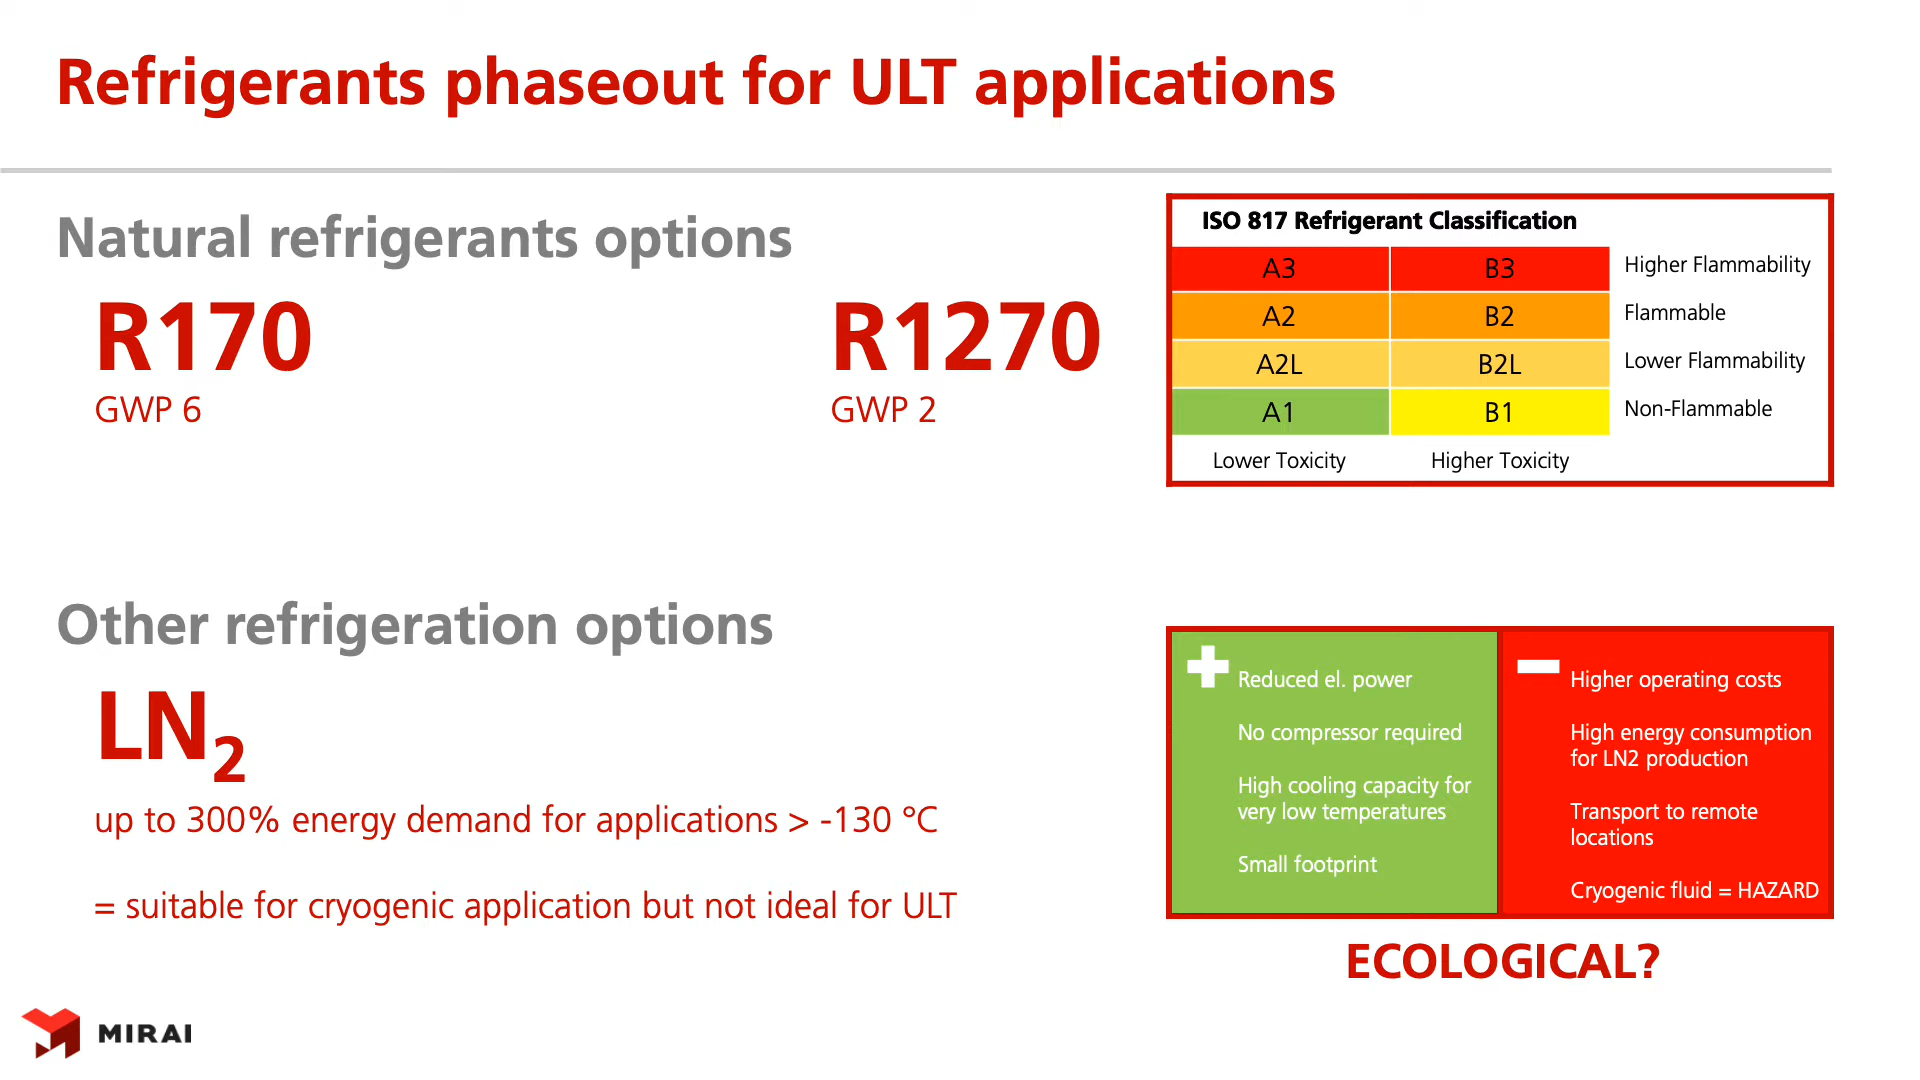 Refrigerants phaseout for ULT applications
Natural refrigerants options
R170
GWP 6
R1270
GWP 2
ISO 817 Refrigerant Classification
A3 B3 Higher Flammability
A2 B2 Flammable
A2L B2L Lower Flammability
A1 B1 Non-Flammable
Lower Toxicity Higher Toxicity
Other refrigeration options
LN2
up to 300% energy demand for applications > -130 °C
= suitable for cryogenic application but not ideal for ULT
+
Reduced el. power
No compressor required
High cooling capacity for
very low temperatures
Small footprint
−
Higher operating costs
High energy consumption
for LN2 production
Transport to remote
locations
Cryogenic fluid = HAZARD
ECOLOGICAL?
MIRAI